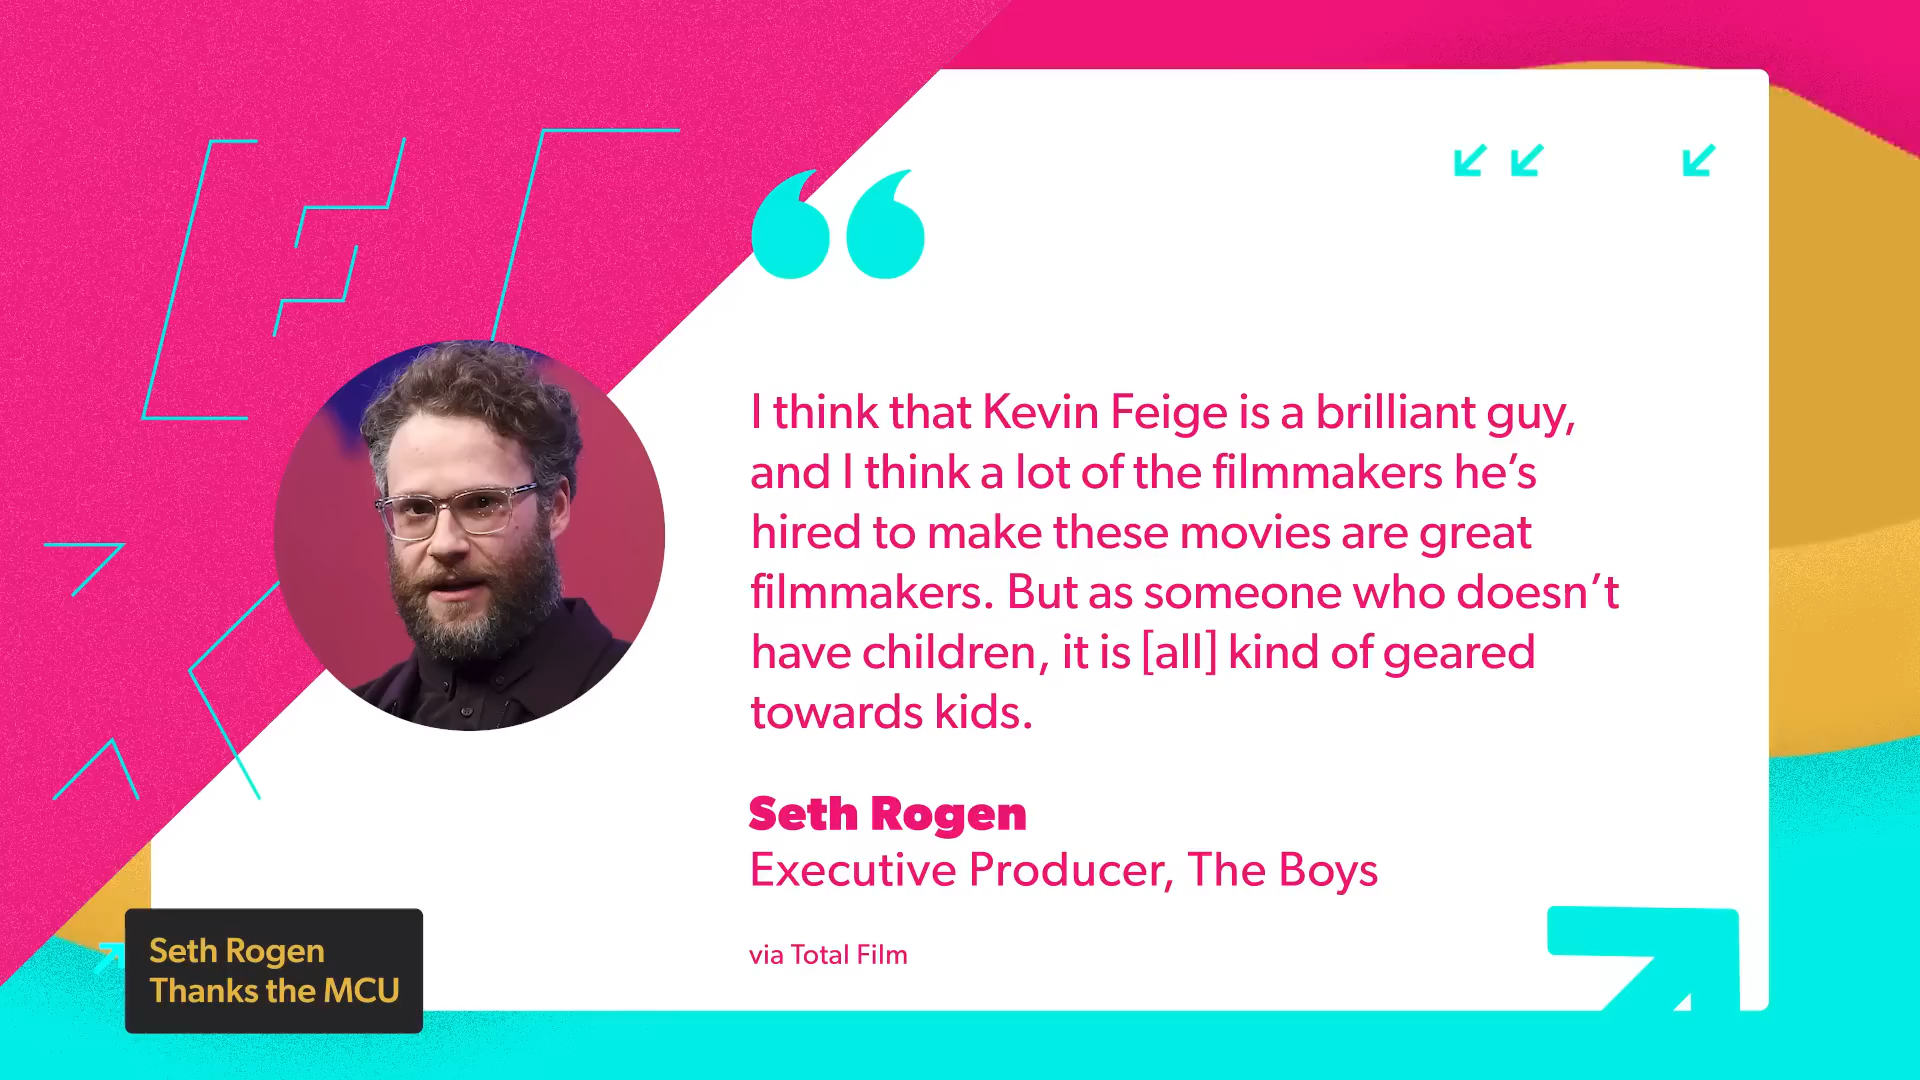 I think that Kevin Feige is a brilliant guy,
and I think a lot of the filmmakers he’s
hired to make these movies are great
filmmakers. But as someone who doesn’t
have children, it is [all] kind of geared
towards kids.
Seth Rogen
Executive Producer, The Boys
via Total Film
Seth Rogen
Thanks the MCU